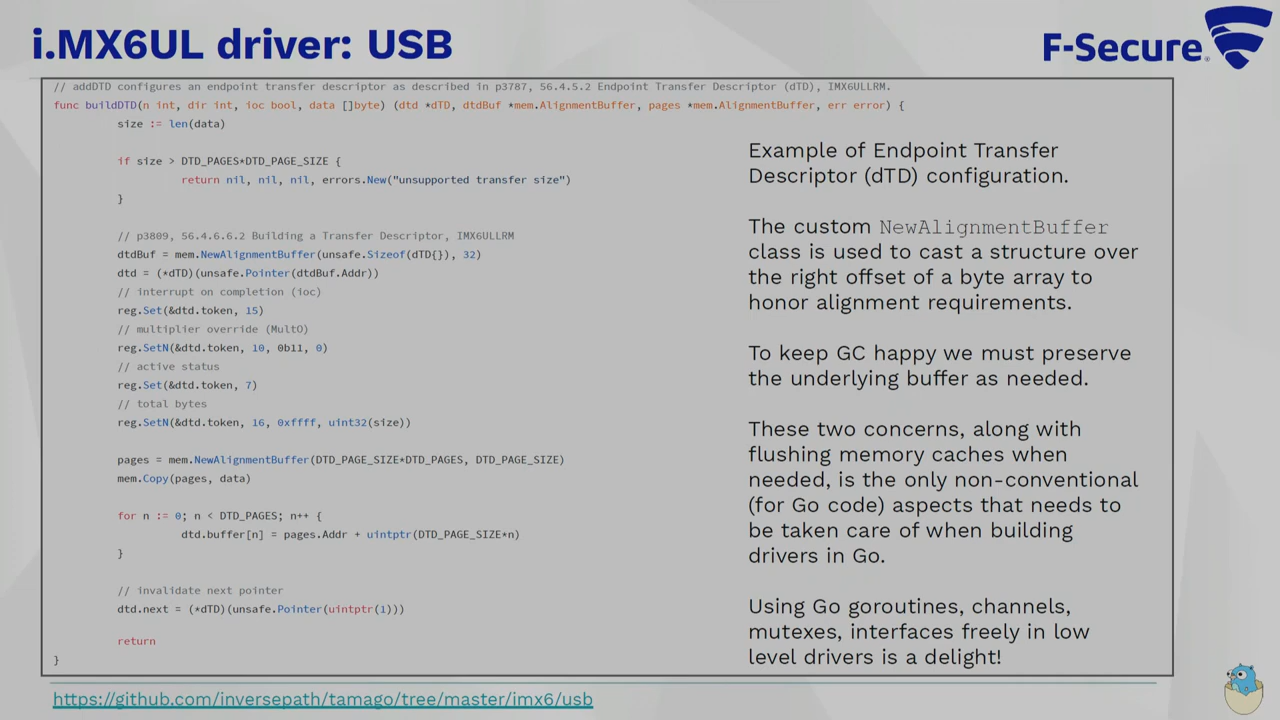 i.MX6UL driver: USB
F-Secure®
// addDTD configures an endpoint transfer descriptor as described in p3787, 56.4.5.2 Endpoint Transfer Descriptor (dTD), IMX6ULLRM.
func buildDTD(n int, dir int, ioc bool, data []byte) (dtd *dTD, dtdBuf *mem.AlignmentBuffer, pages *mem.AlignmentBuffer, err error) {
size := len(data)
if size > DTD_PAGES*DTD_PAGE_SIZE {
return nil, nil, nil, errors.New("unsupported transfer size")
}
// p3809, 56.4.6.6.2 Building a Transfer Descriptor, IMX6ULLRM
dtdBuf = mem.NewAlignmentBuffer(unsafe.Sizeof(dTD{}), 32)
dtd = (*dTD)(unsafe.Pointer(dtdBuf.Addr))
// interrupt on completion (ioc)
reg.Set(&dtd.token, 15)
// multiplier override (MultO)
reg.SetN(&dtd.token, 10, 0b11, 0)
// active status
reg.Set(&dtd.token, 7)
// total bytes
reg.SetN(&dtd.token, 16, 0xffff, uint32(size))
pages = mem.NewAlignmentBuffer(DTD_PAGE_SIZE*DTD_PAGES, DTD_PAGE_SIZE)
mem.Copy(pages, data)
for n := 0; n < DTD_PAGES; n++ {
dtd.buffer[n] = pages.Addr + uintptr(DTD_PAGE_SIZE*n)
}
// invalidate next pointer
dtd.next = (*dTD)(unsafe.Pointer(uintptr(1)))
return
}
Example of Endpoint Transfer
Descriptor (dTD) configuration.
The custom NewAlignmentBuffer
class is used to cast a structure over
the right offset of a byte array to
honor alignment requirements.
To keep GC happy we must preserve
the underlying buffer as needed.
These two concerns, along with
flushing memory caches when
needed, is the only non-conventional
(for Go code) aspects that needs to
be taken care of when building
drivers in Go.
Using Go goroutines, channels,
mutexes, interfaces freely in low
level drivers is a delight!
https://github.com/inversepath/tamago/tree/master/imx6/usb